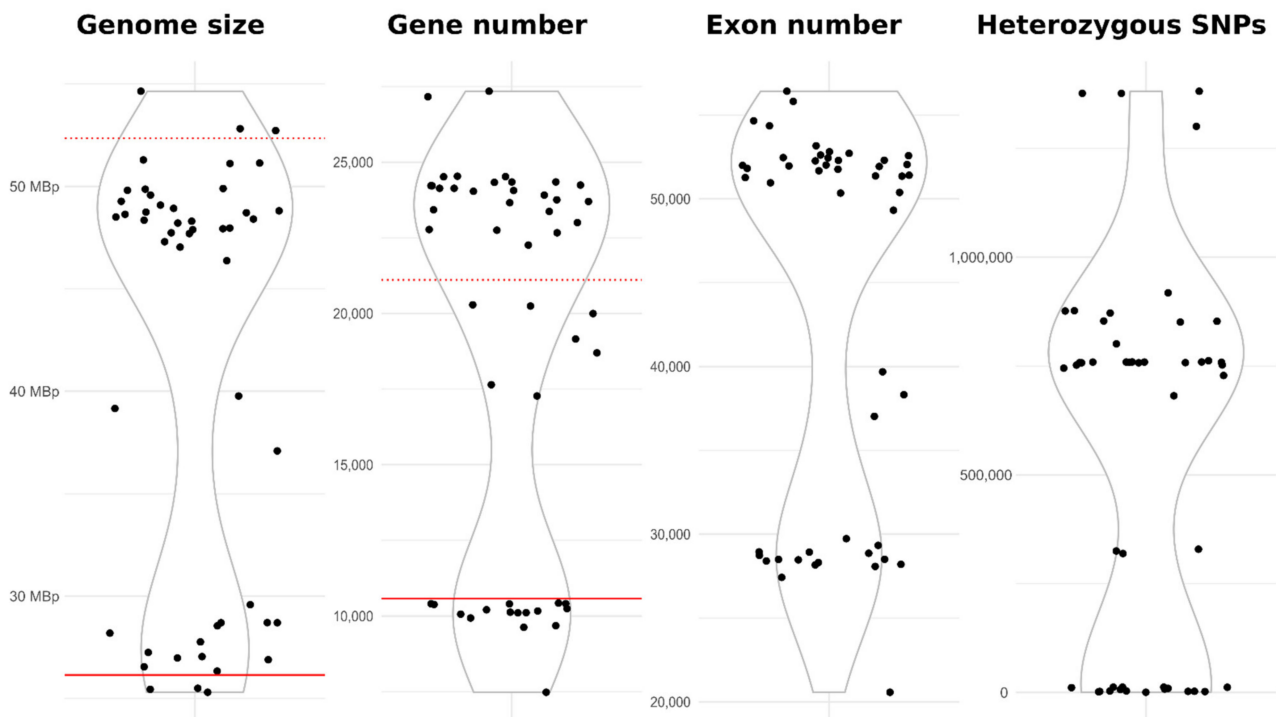 Genome size
Gene number
Exon number
Heterozygous SNPs
50 MBp
40 MBp
30 MBp
25,000
20,000
15,000
10,000
50,000
40,000
30,000
20,000
1,000,000
500,000
0